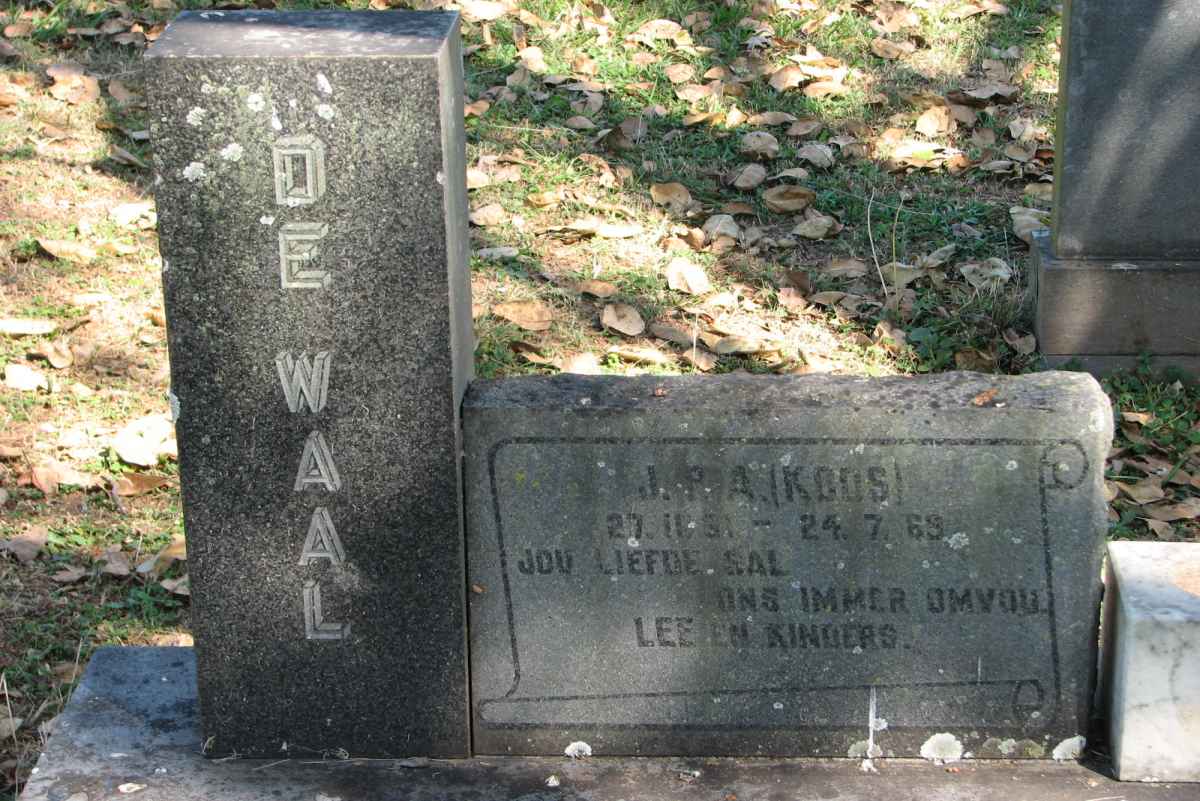 DE WAAL
J.P.A. (KOOS)
24.7.69
JOU LIEFDE SAL
ONS IMMER OMVOU.
LEE EN KINDERS.